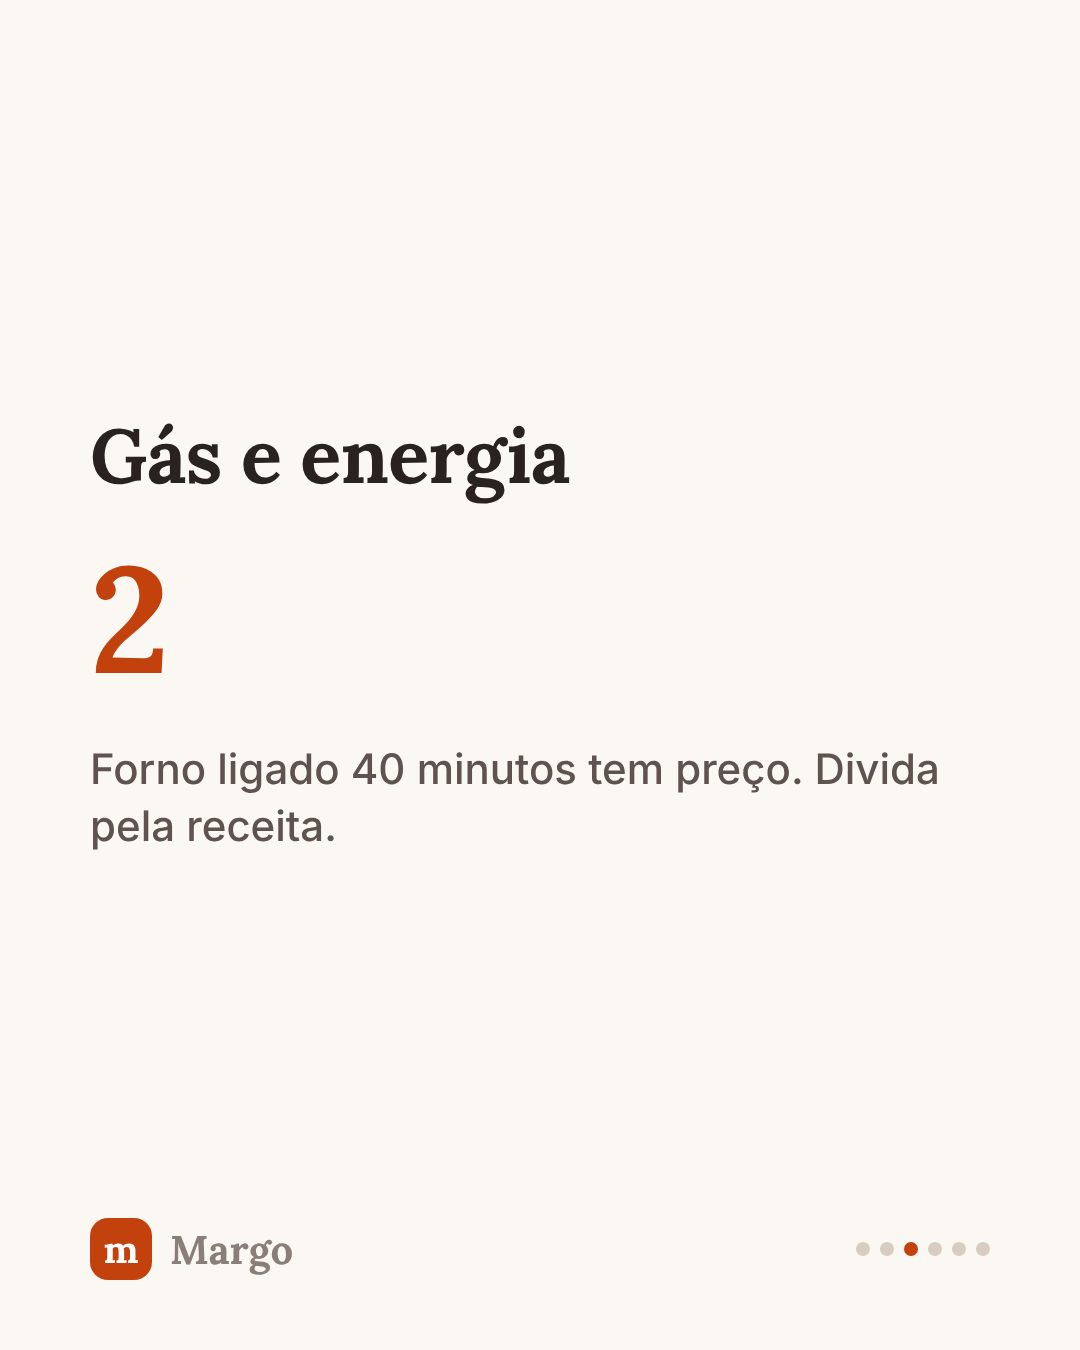 Gás e energia
2
Forno ligado 40 minutos tem preço. Divida
pela receita.
m Margo